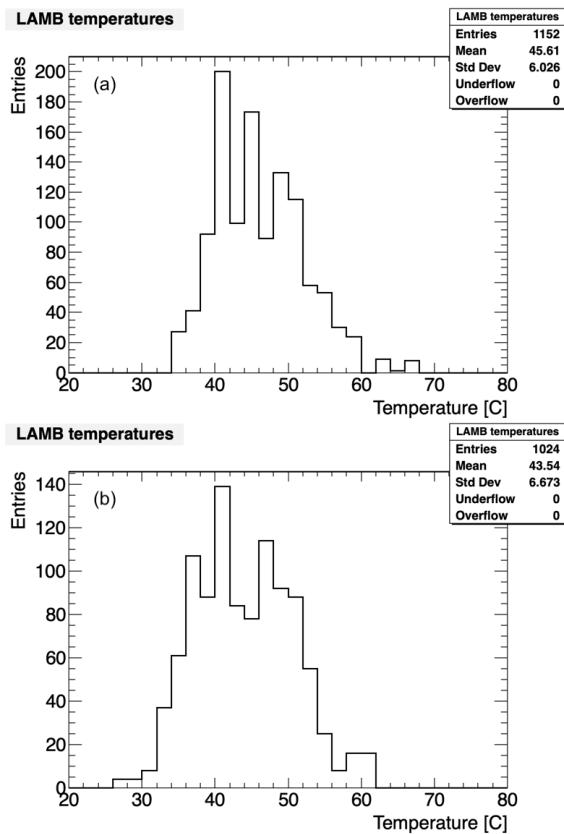 LAMB temperatures
LAMB temperatures
Entries 1152
Mean 45.61
Std Dev 6.026
Underflow 0
Overflow 0
Entries
(a)
200
180
160
140
120
100
80
60
40
20
0
20 30 40 50 60 70 80
Temperature [C]
LAMB temperatures
LAMB temperatures
Entries 1024
Mean 43.54
Std Dev 6.673
Underflow 0
Overflow 0
Entries
(b)
140
120
100
80
60
40
20
0
20 30 40 50 60 70 80
Temperature [C]